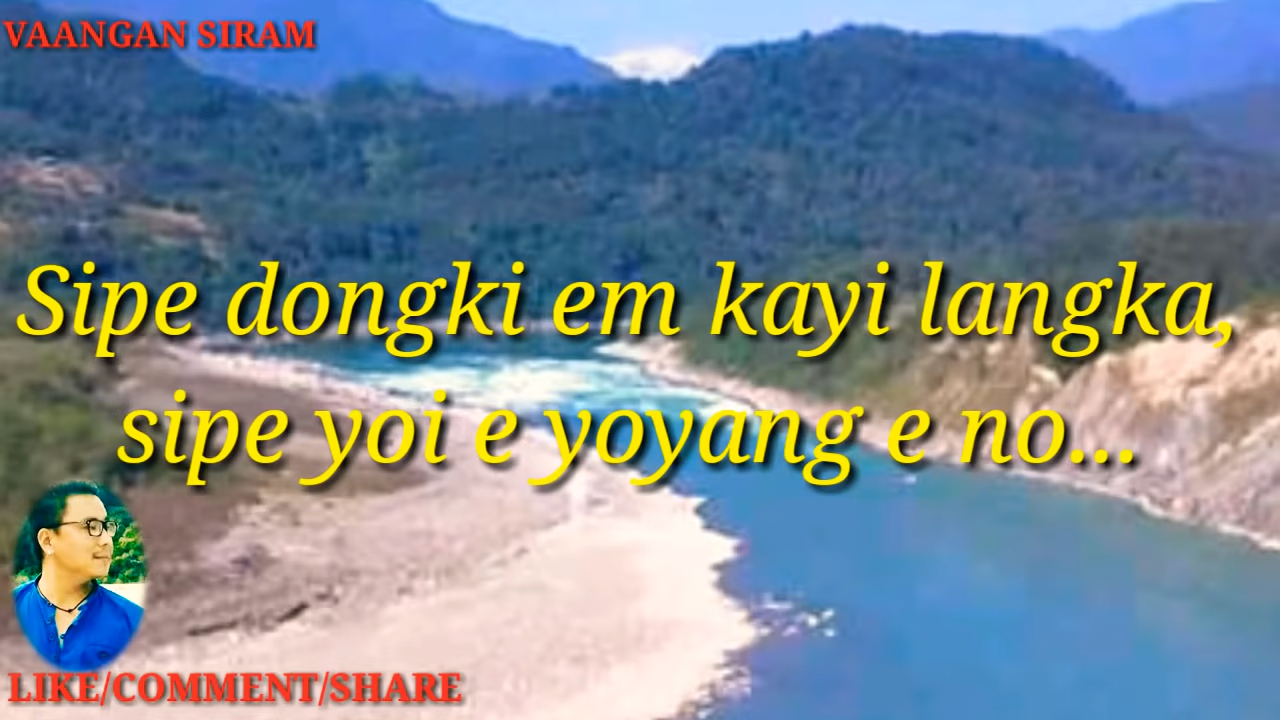 VAANGAN SIRAM
Sipe dongki em kayi langka,
sipe yoi e yoyang e no...
LIKE/COMMENT/SHARE